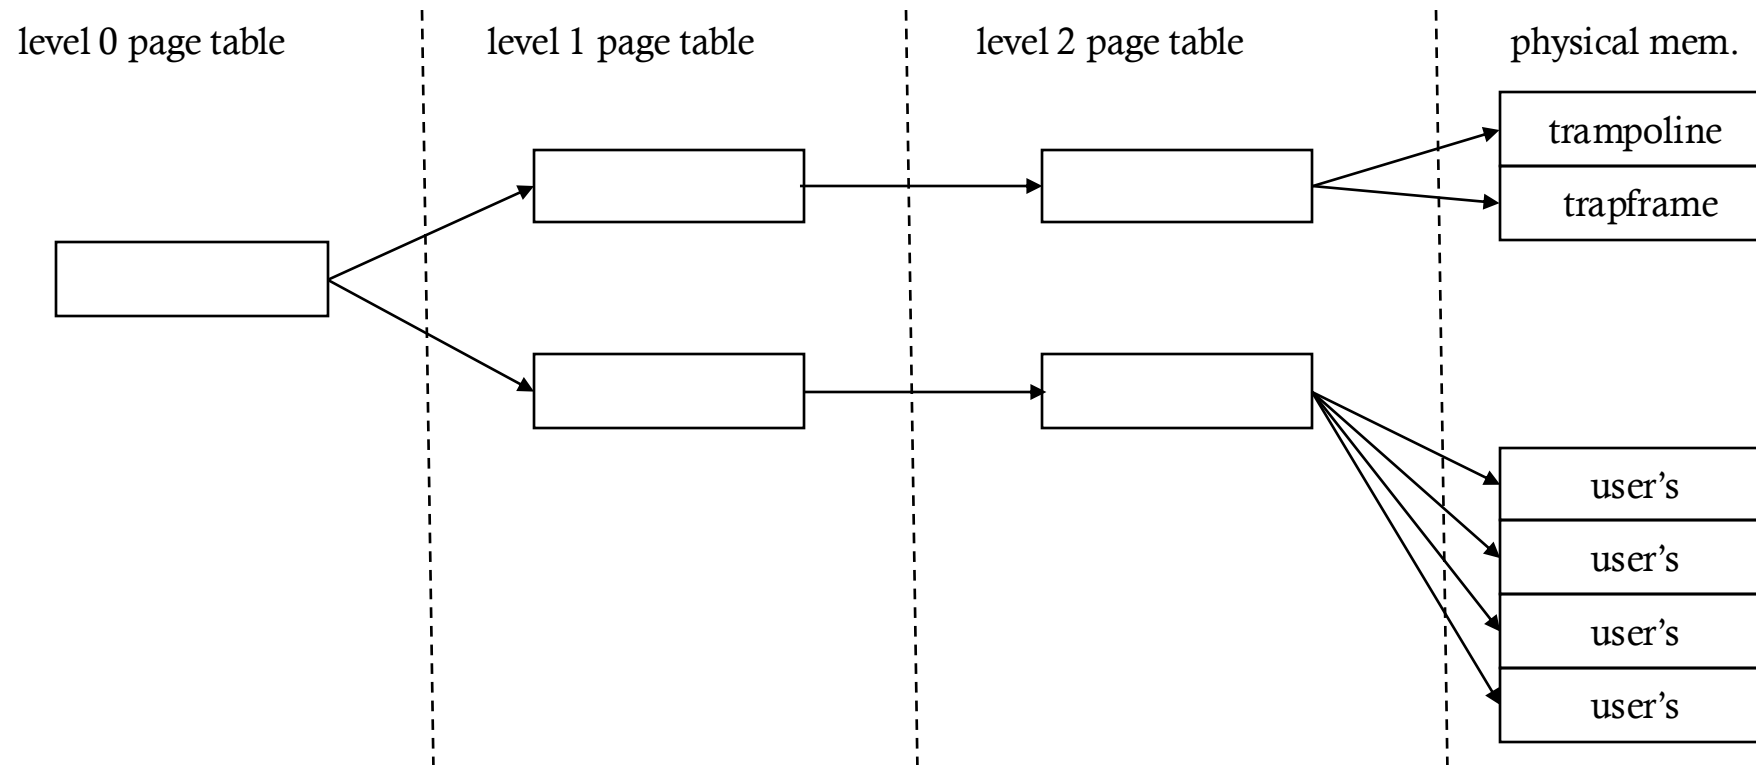 level 0 page table
level 1 page table
level 2 page table
physical mem.
trampoline
trapframe
user’s
user’s
user’s
user’s